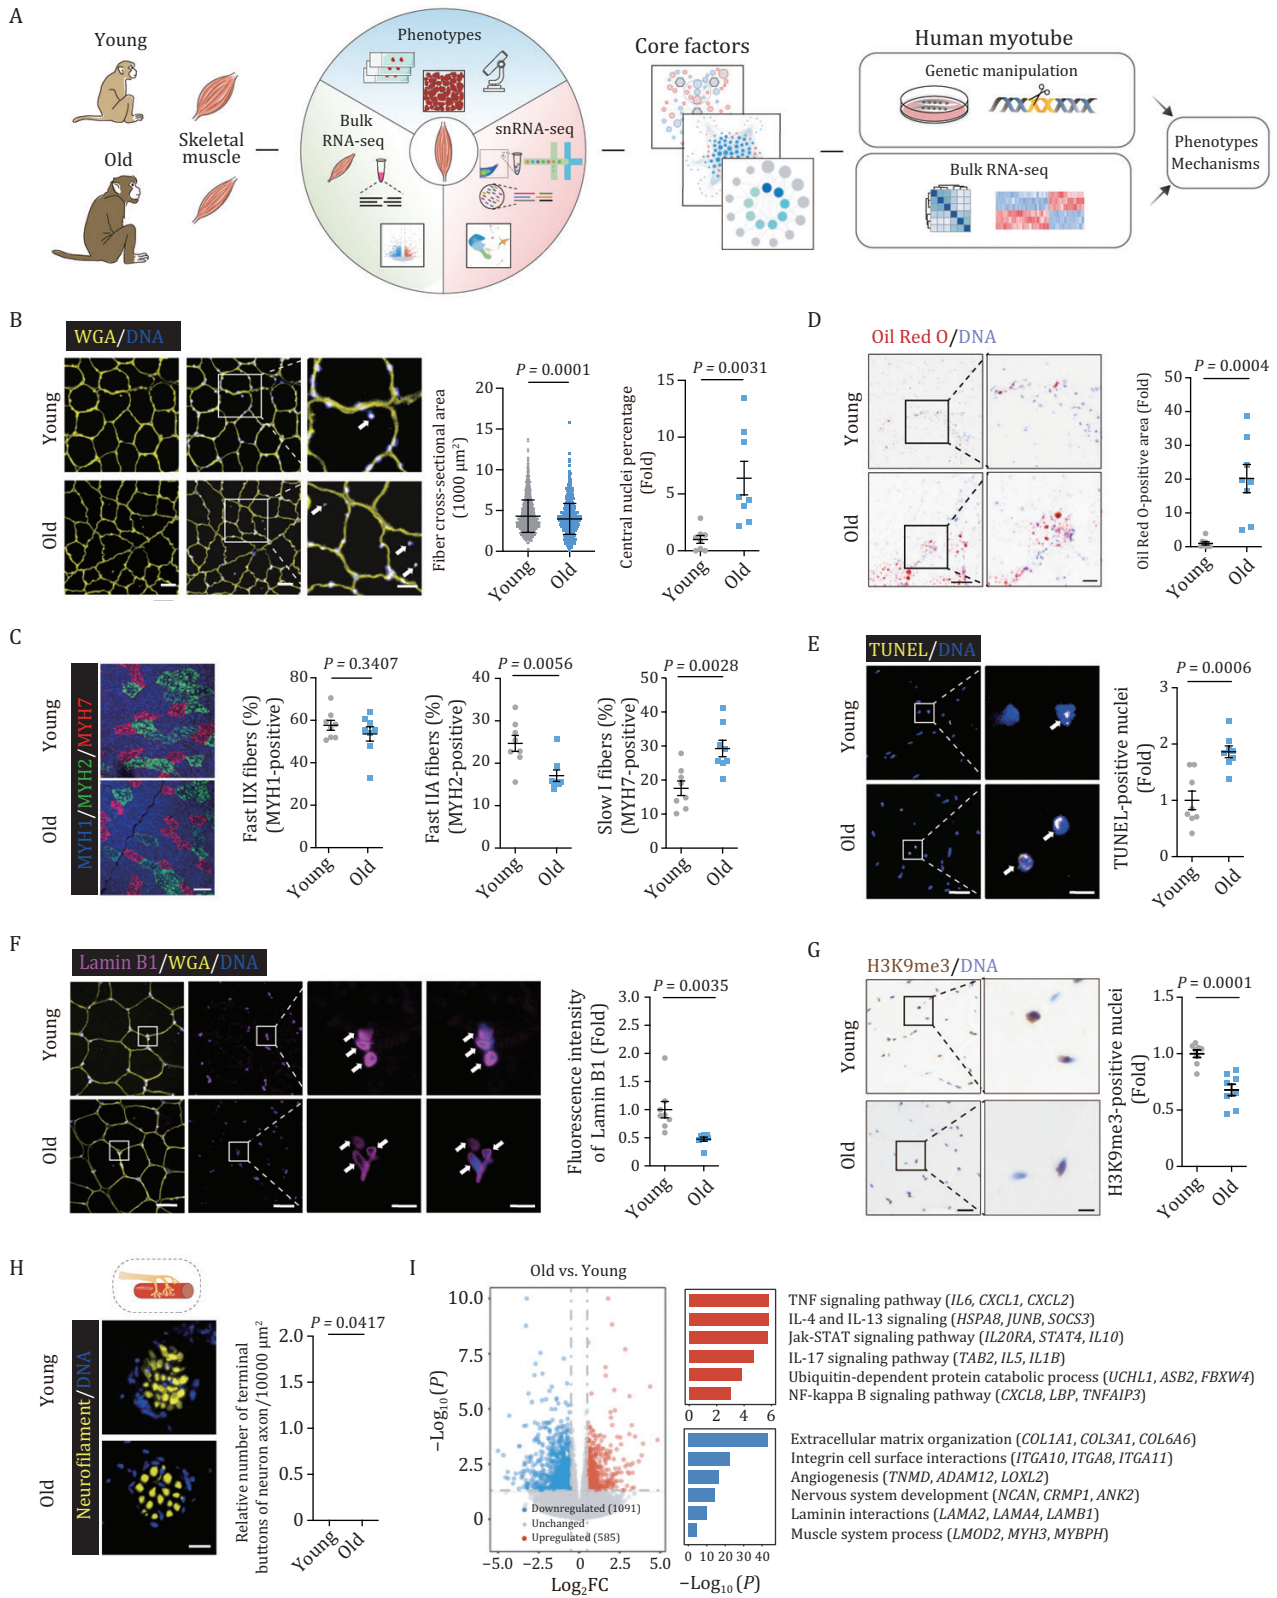 A
Young
Old
Skeletal
muscle
Phenotypes
Bulk
RNA-seq
snRNA-seq
Core factors
Human myotube
Genetic manipulation
Bulk RNA-seq
Phenotypes
Mechanisms
B
WGA/DNA
Young
Old
Fiber cross-sectional area
(1000 μm²)
20
15
10
5
0
P = 0.0001
Young
Old
Central nuclei percentage
(Fold)
15
10
5
0
P = 0.0031
Young
Old
D
Oil Red O/DNA
Young
Old
Oil Red O-positive area (Fold)
50
40
30
20
10
0
P = 0.0004
Young
Old
C
MYH1/MYH2/MYH7
Young
Old
Fast IIX fibers (%)
(MYH1-positive)
80
60
40
20
0
P = 0.3407
Young
Old
Fast IIA fibers (%)
(MYH2-positive)
40
30
20
10
0
P = 0.0056
Young
Old
Slow I fibers (%)
(MYH7-positive)
50
40
30
20
10
0
P = 0.0028
Young
Old
E
TUNEL/DNA
Young
Old
TUNEL-positive nuclei
(Fold)
3
2
1
0
P = 0.0006
Young
Old
F
Lamin B1/WGA/DNA
Young
Old
Fluorescence intensity
of Lamin B1 (Fold)
3.0
2.5
2.0
1.5
1.0
0.5
0
P = 0.0035
Young
Old
G
H3K9me3/DNA
Young
Old
H3K9me3-positive nuclei
(Fold)
1.5
1.0
0.5
0
P = 0.0001
Young
Old
H
Neurofilament/DNA
Young
Old
Relative number of terminal
buttons of neuron axon/10000 μm²
2.0
1.5
1.0
0.5
0
P = 0.0417
Young
Old
I
Old vs. Young
−Log₁₀ (P)
10.0
7.5
5.0
2.5
0
Downregulated (1091)
Unchanged
Upregulated (585)
−5.0 −2.5 0 2.5 5.0
Log₂FC
TNF signaling pathway (IL6, CXCL1, CXCL2)
IL-4 and IL-13 signaling (HSPA8, JUNB, SOCS3)
Jak-STAT signaling pathway (IL20RA, STAT4, IL10)
IL-17 signaling pathway (TAB2, IL5, IL1B)
Ubiquitin-dependent protein catabolic process (UCHL1, ASB2, FBXW4)
NF-kappa B signaling pathway (CXCL8, LBP, TNFAIP3)
0 2 4 6
Extracellular matrix organization (COL1A1, COL3A1, COL6A6)
Integrin cell surface interactions (ITGA10, ITGA8, ITGA11)
Angiogenesis (TNMD, ADAM12, LOXL2)
Nervous system development (NCAN, CRMP1, ANK2)
Laminin interactions (LAMA2, LAMA4, LAMB1)
Muscle system process (LMOD2, MYH3, MYBPH)
0 10 20 30 40
−Log₁₀ (P)